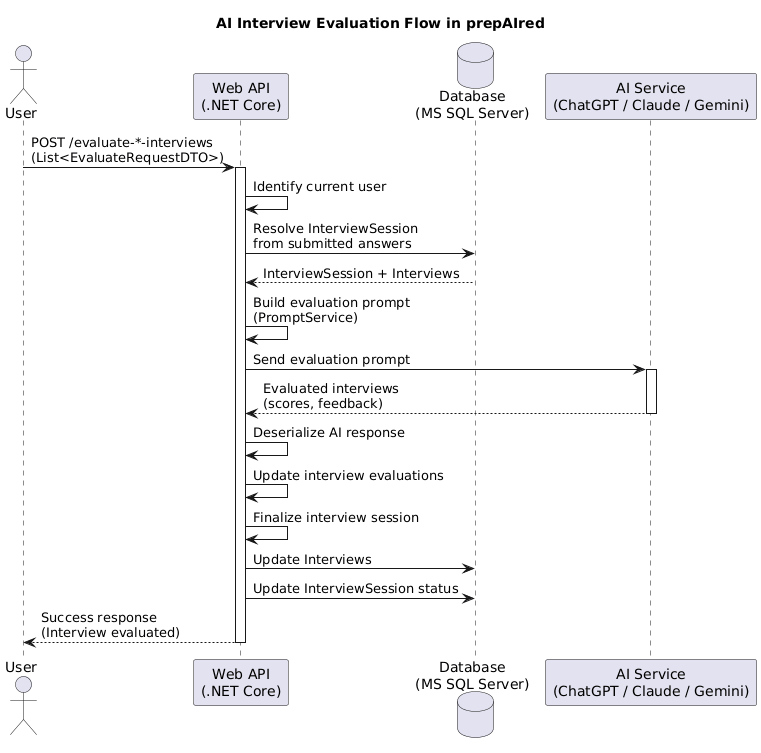 AI Interview Evaluation Flow in prepAIred
User
Web API
(.NET Core)
Database
(MS SQL Server)
AI Service
(ChatGPT / Claude / Gemini)
POST /evaluate-*-interviews
(List<EvaluateRequestDTO>)
Identify current user
Resolve InterviewSession
from submitted answers
InterviewSession + Interviews
Build evaluation prompt
(PromptService)
Send evaluation prompt
Evaluated interviews
(scores, feedback)
Deserialize AI response
Update interview evaluations
Finalize interview session
Update Interviews
Update InterviewSession status
Success response
(Interview evaluated)
User
Web API
(.NET Core)
Database
(MS SQL Server)
AI Service
(ChatGPT / Claude / Gemini)